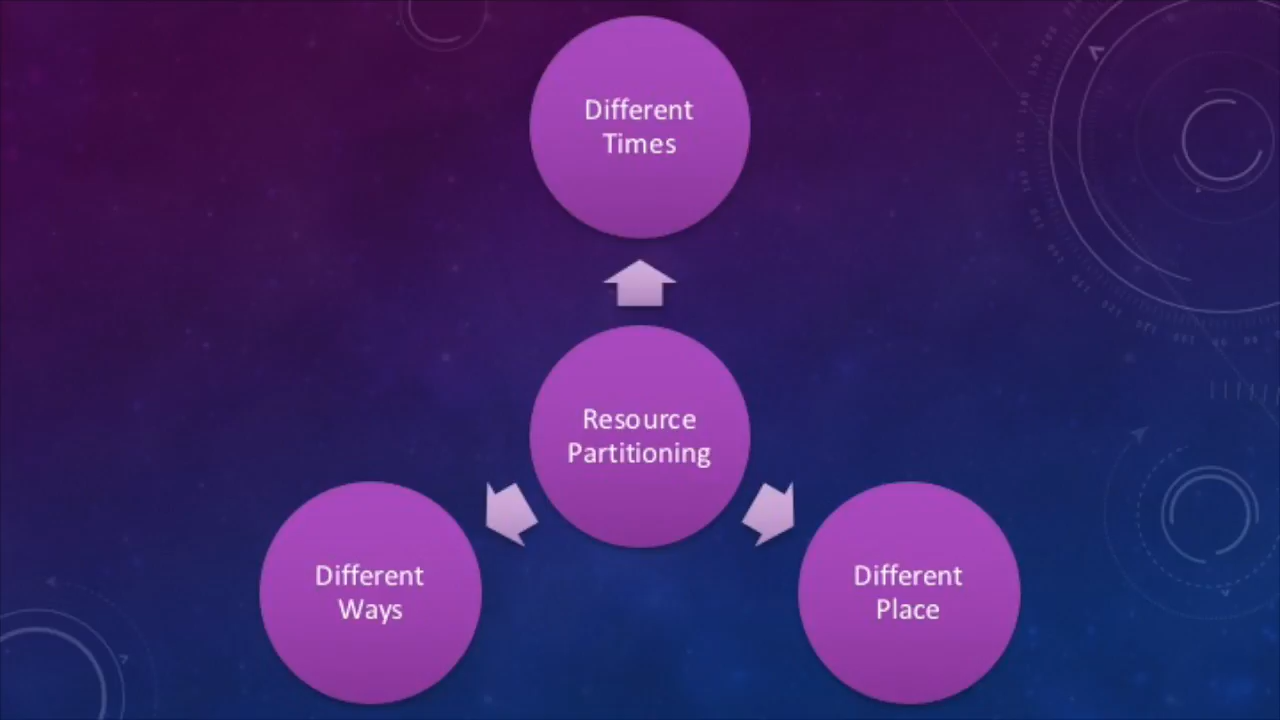 Different
Times
Resource
Partitioning
Different
Ways
Different
Place